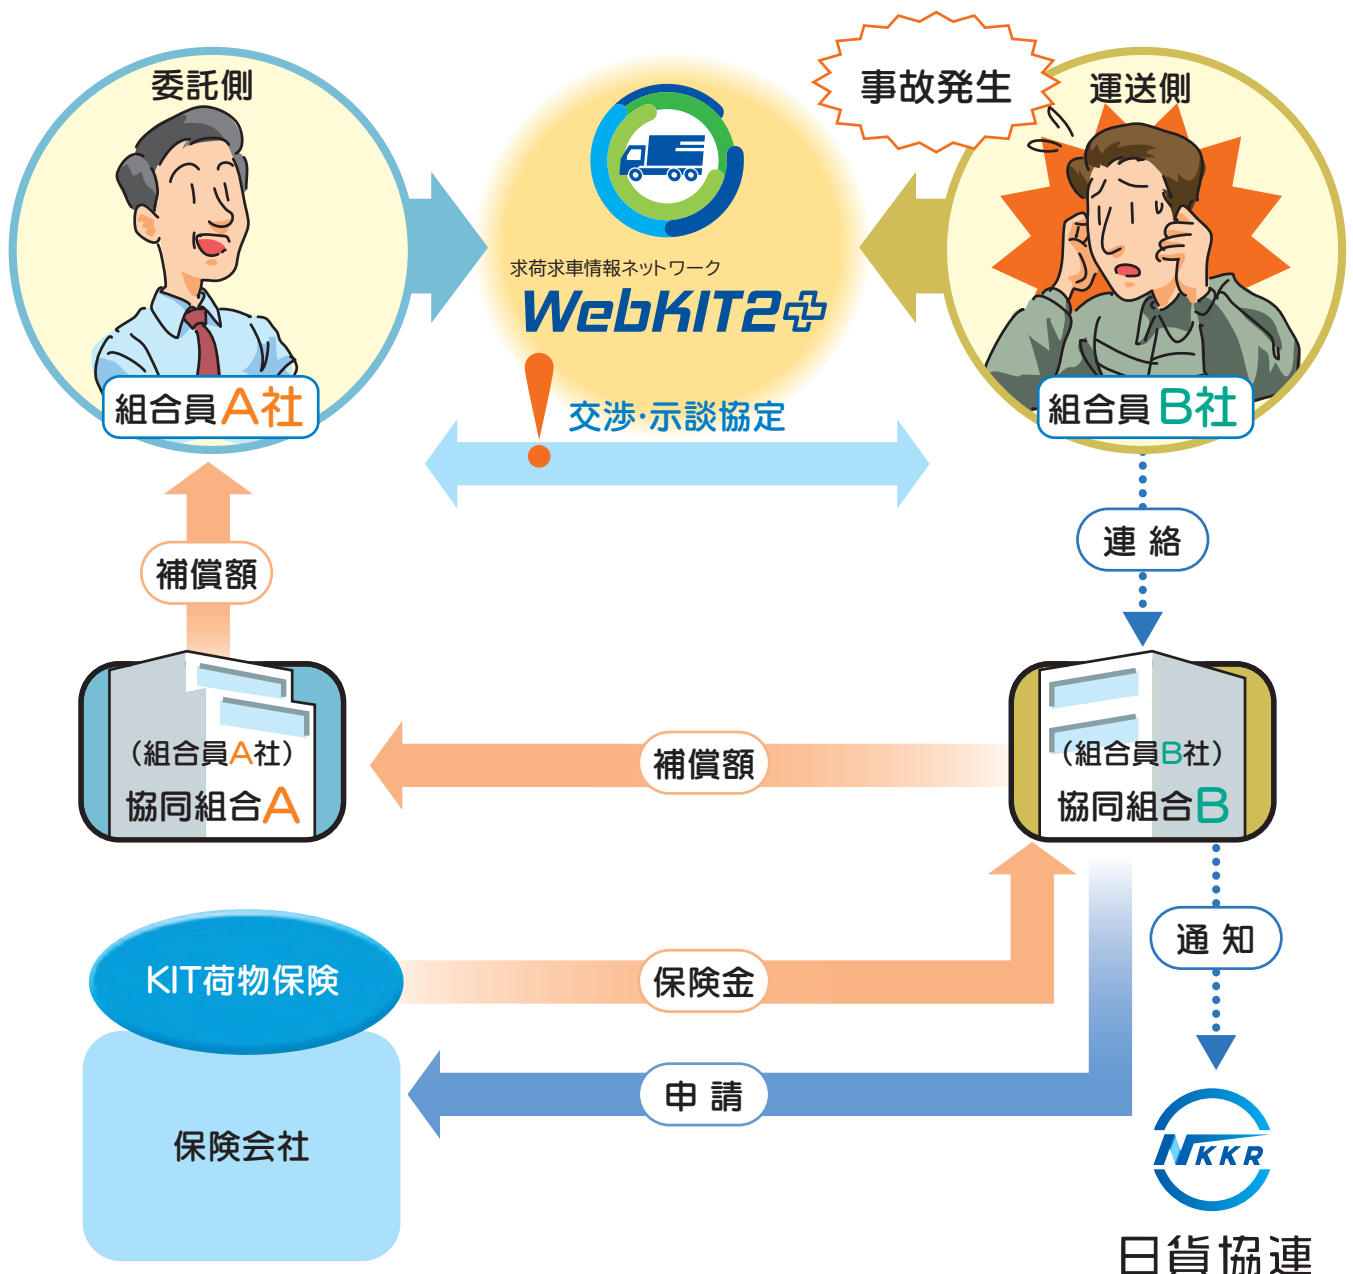 委託側
事故発生
運送側
求荷求車情報ネットワーク
WebKIT2+
組合員A社
交渉・示談協定
組合員B社
連絡
補償額
(組合員A社)
協同組合A
補償額
(組合員B社)
協同組合B
通知
KIT荷物保険
保険金
申請
保険会社
NKKR
日貨協連